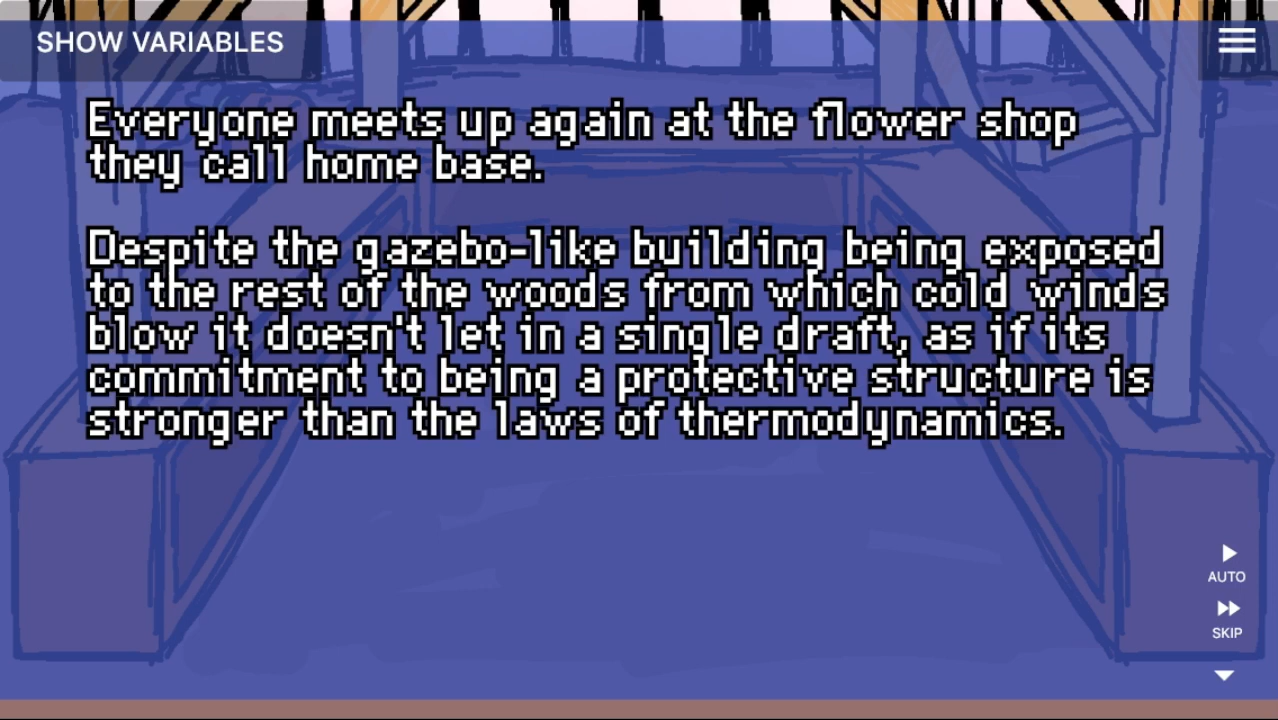 SHOW VARIABLES
Everyone meets up again at the flower shop
they call home base.
Despite the gazebo-like building being exposed
to the rest of the woods from which cold winds
blow it doesn't let in a single draft, as if its
commitment to being a protective structure is
stronger than the laws of thermodynamics.
AUTO
SKIP